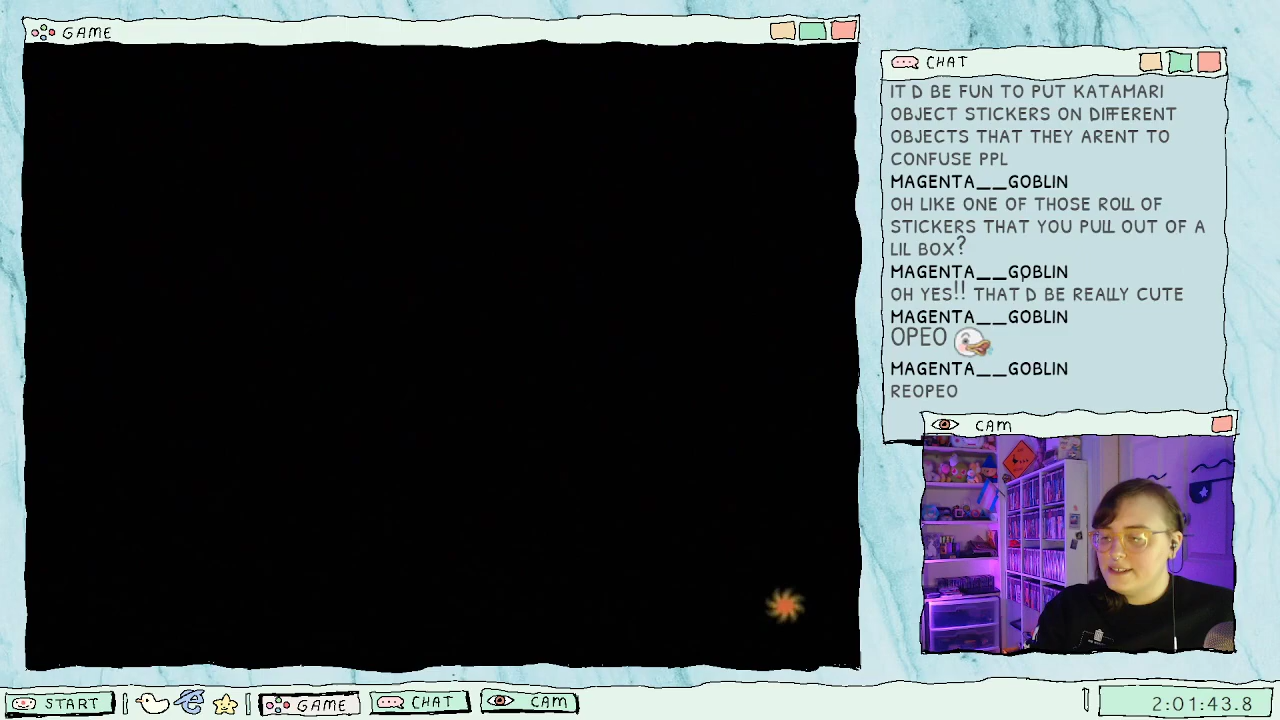 GAME
CHAT
IT D BE FUN TO PUT KATAMARI
OBJECT STICKERS ON DIFFERENT
OBJECTS THAT THEY ARENT TO
CONFUSE PPL
MAGENTA__GOBLIN
OH LIKE ONE OF THOSE ROLL OF
STICKERS THAT YOU PULL OUT OF A
LIL BOX?
MAGENTA__GOBLIN
OH YES!! THAT D BE REALLY CUTE
MAGENTA__GOBLIN
OPEO
MAGENTA__GOBLIN
REOPEO
CAM
START
GAME
CHAT
CAM
2:01:43.8